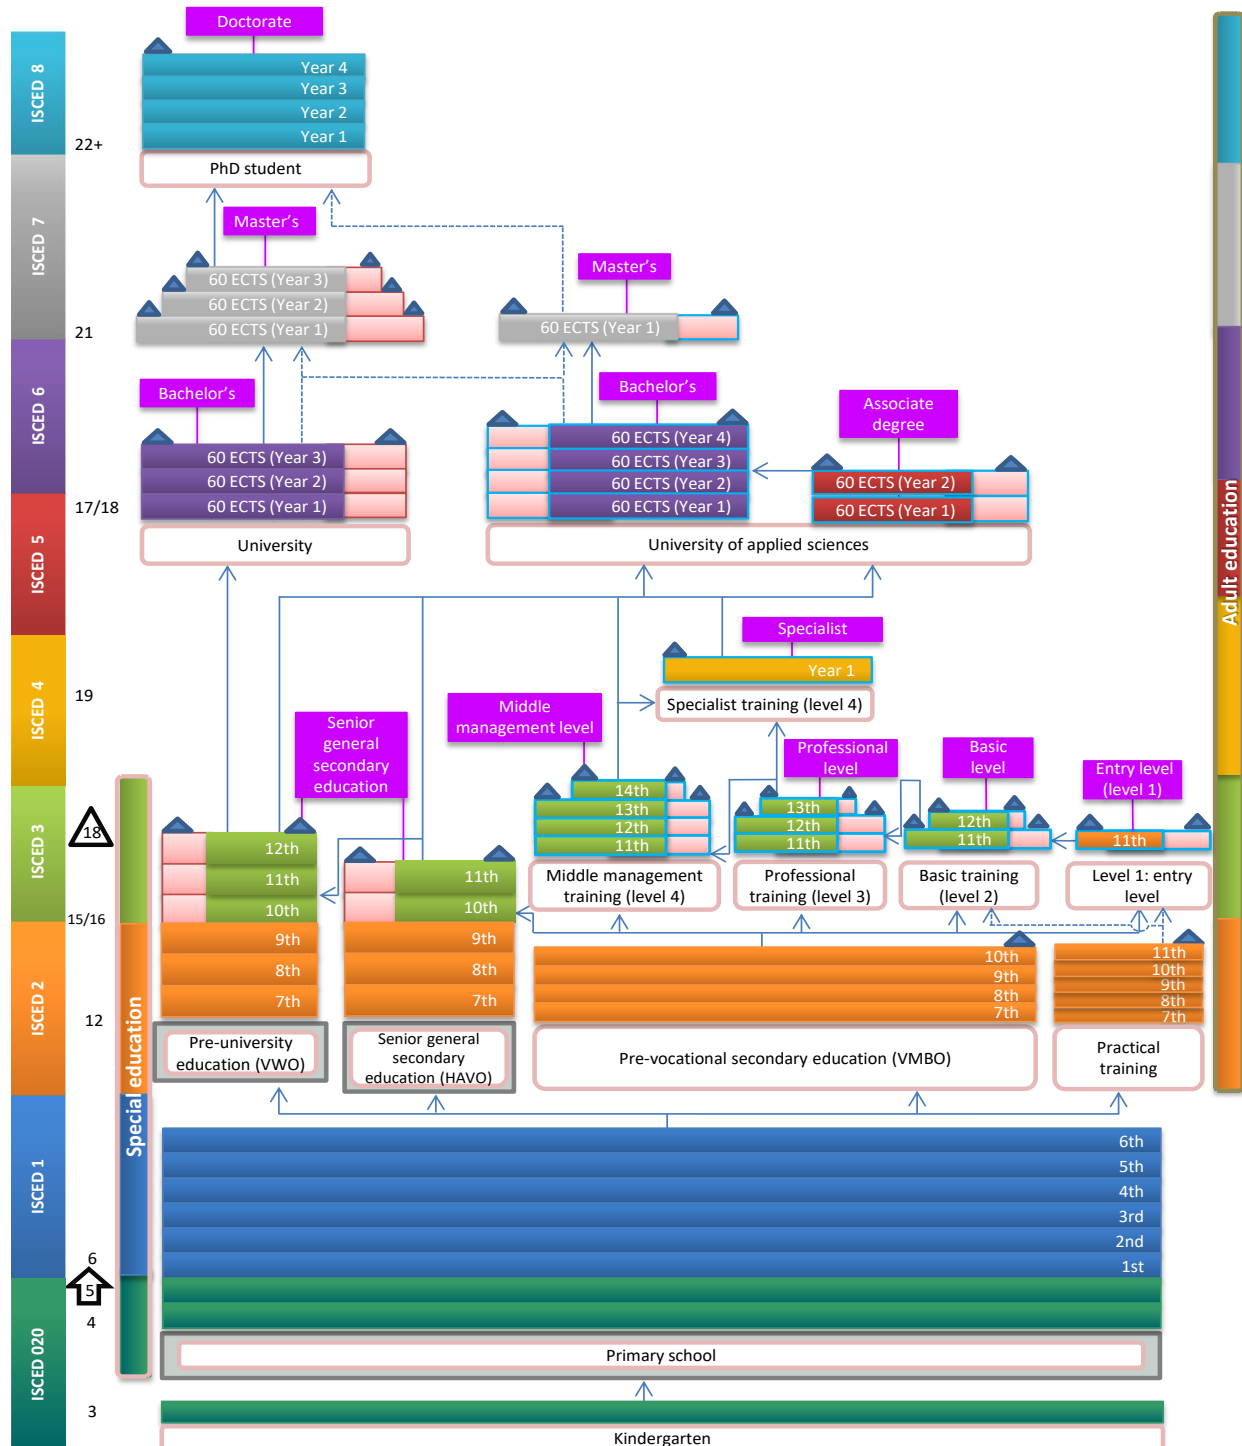 Doctorate
ISCED 8
Year 4
Year 3
Year 2
Year 1
22+
PhD student
ISCED 7
Master's
Master's
60 ECTS (Year 3)
60 ECTS (Year 2)
60 ECTS (Year 1)
60 ECTS (Year 1)
21
ISCED 6
Bachelor's
Bachelor's
Associate
degree
60 ECTS (Year 3)
60 ECTS (Year 2)
60 ECTS (Year 1)
60 ECTS (Year 4)
60 ECTS (Year 3)
60 ECTS (Year 2)
60 ECTS (Year 1)
60 ECTS (Year 2)
60 ECTS (Year 1)
17/18
University
University of applied sciences
ISCED 5
Adult education
Specialist
Year 1
Specialist training (level 4)
ISCED 4
19
Middle
management level
Senior
general
secondary
education
Professional
level
Basic
level
Entry level
(level 1)
ISCED 3
18
12th
11th
10th
11th
10th
14th
13th
12th
11th
13th
12th
11th
12th
11th
11th
Middle management
training (level 4)
Professional
training (level 3)
Basic training
(level 2)
Level 1: entry
level
15/16
ISCED 2
9th
8th
7th
9th
8th
7th
10th
9th
8th
7th
11th
10th
9th
8th
7th
12
Special education
Pre-university
education (VWO)
Senior general
secondary
education (HAVO)
Pre-vocational secondary education (VMBO)
Practical
training
ISCED 1
6th
5th
4th
3rd
2nd
1st
6
5
4
ISCED 020
Primary school
3
Kindergarten